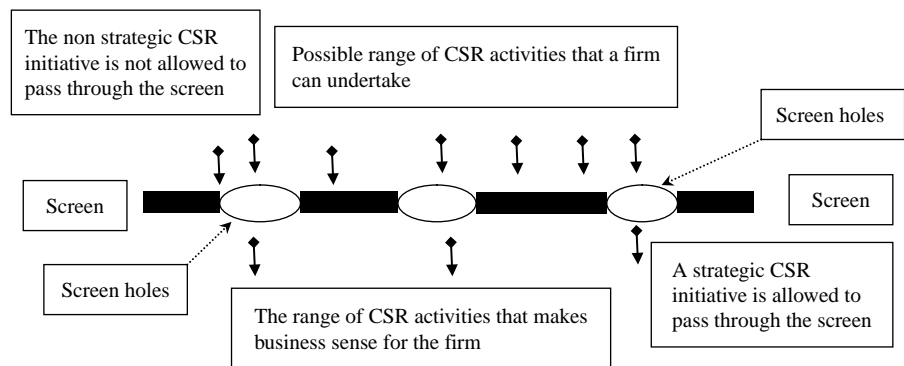 The non strategic CSR
initiative is not allowed to
pass through the screen
Possible range of CSR activities that a firm
can undertake
Screen holes
Screen
Screen
Screen holes
The range of CSR activities that makes
business sense for the firm
A strategic CSR
initiative is allowed to
pass through the screen